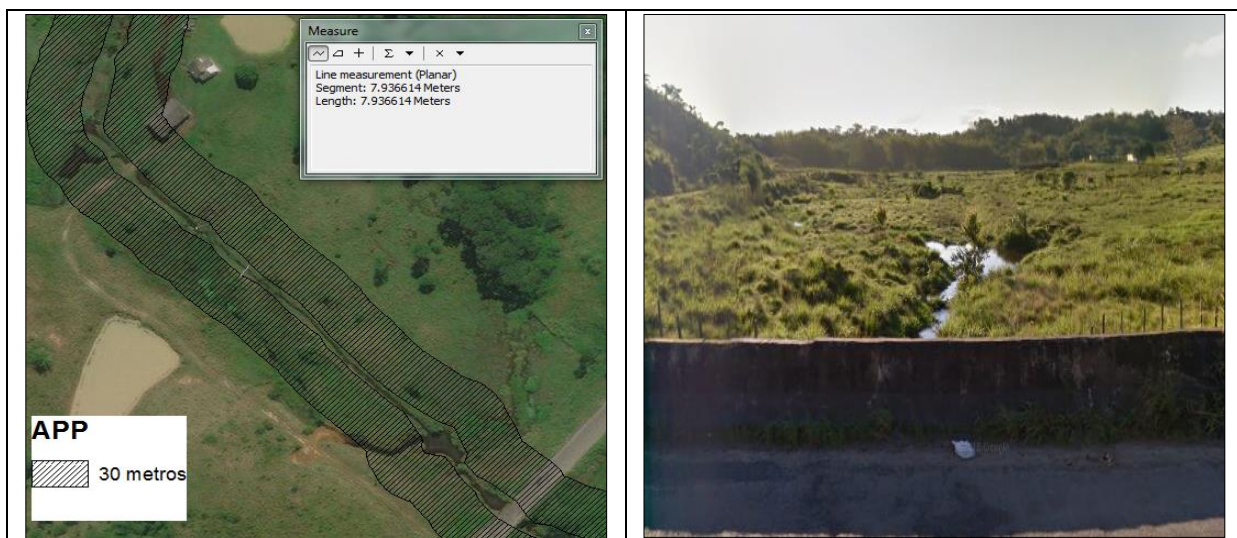 Measure
Line measurement (Planar)
Segment: 7.936614 Meters
Length: 7.936614 Meters
APP
30 metros